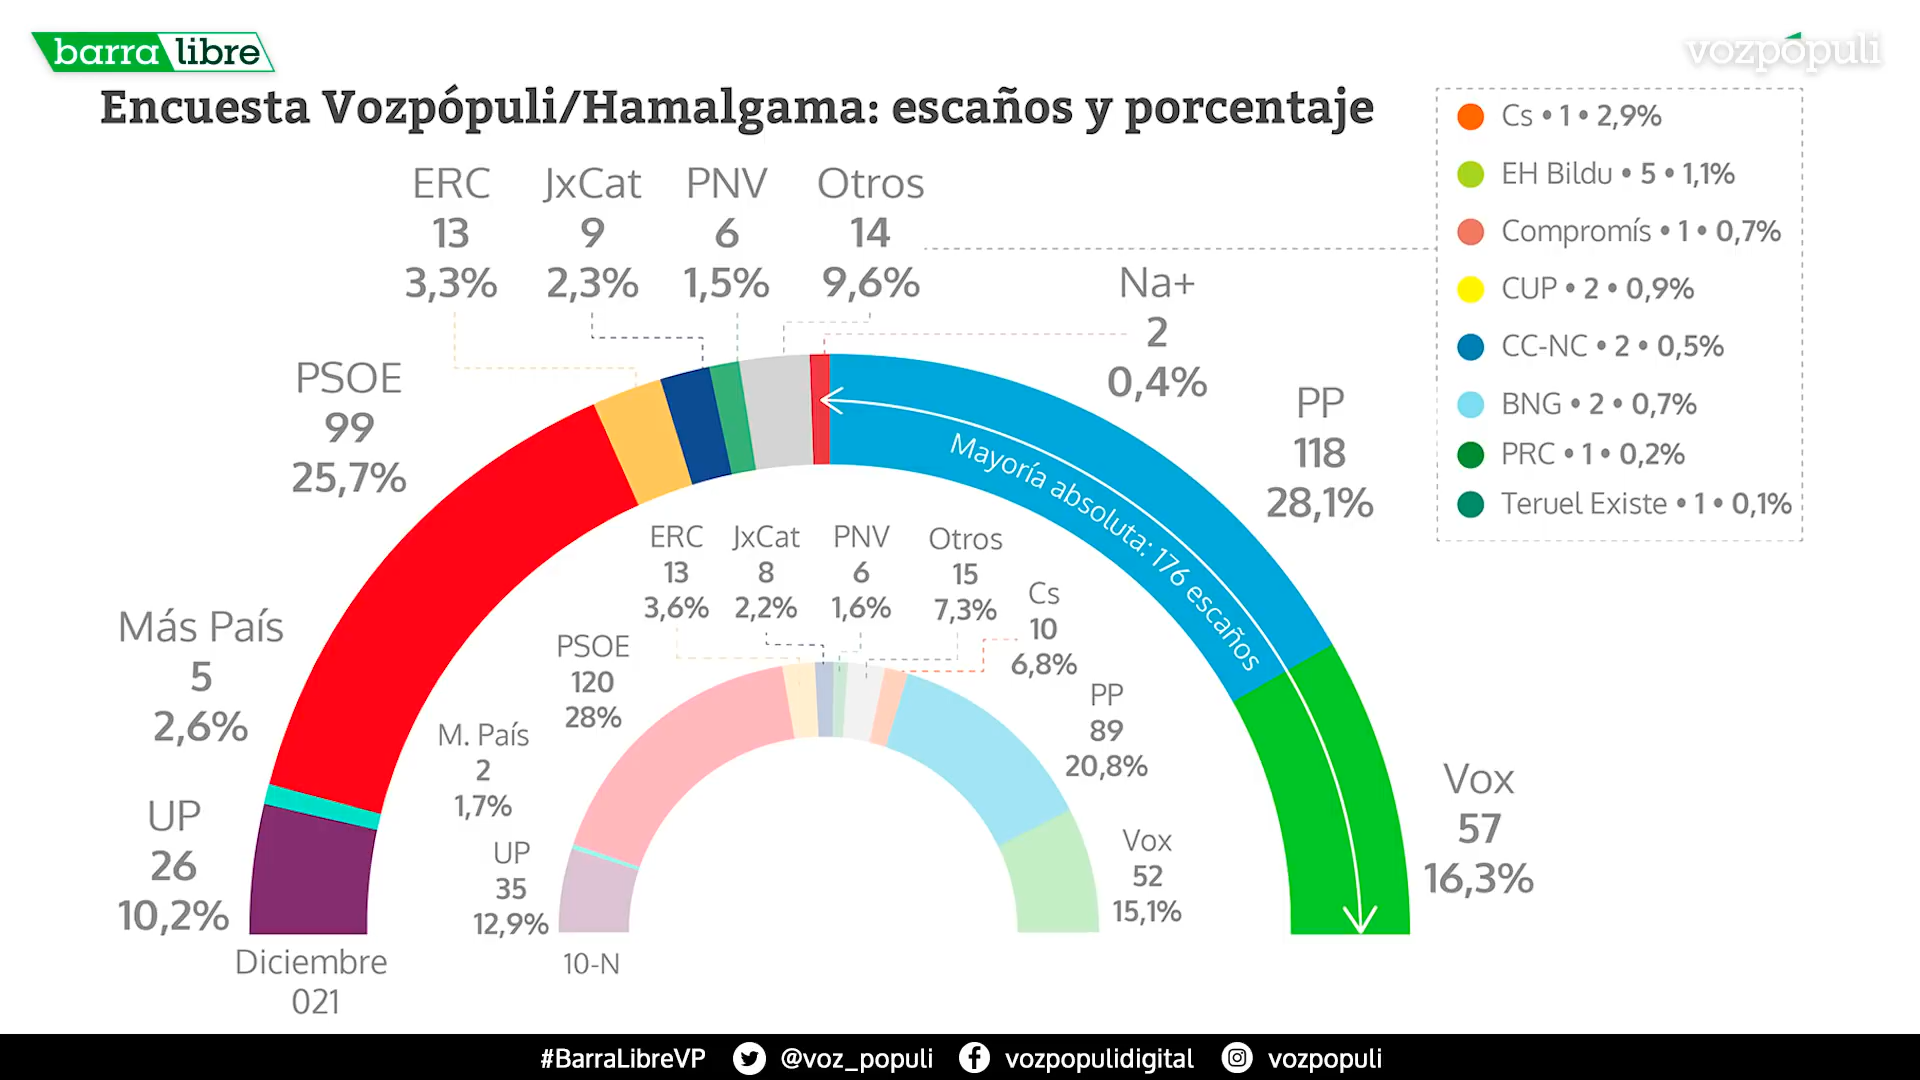 barra libre
vozpópuli
Encuesta Vozpópuli/Hamalgama: escaños y porcentaje
Cs • 1 • 2,9%
EH Bildu • 5 • 1,1%
Compromís • 1 • 0,7%
CUP • 2 • 0,9%
CC-NC • 2 • 0,5%
BNG • 2 • 0,7%
PRC • 1 • 0,2%
Teruel Existe • 1 • 0,1%
ERC
13
3,3%
JxCat
9
2,3%
PNV
6
1,5%
Otros
14
9,6%
Na+
2
0,4%
PSOE
99
25,7%
PP
118
28,1%
Mayoría absoluta: 176 escaños
Más País
5
2,6%
UP
26
10,2%
Vox
57
16,3%
Diciembre
021
ERC
13
3,6%
JxCat
8
2,2%
PNV
6
1,6%
Otros
15
7,3%
Cs
10
6,8%
PSOE
120
28%
PP
89
20,8%
M. País
2
1,7%
UP
35
12,9%
Vox
52
15,1%
10-N
#BarraLibreVP @voz_populi vozpopulidigital vozpopuli